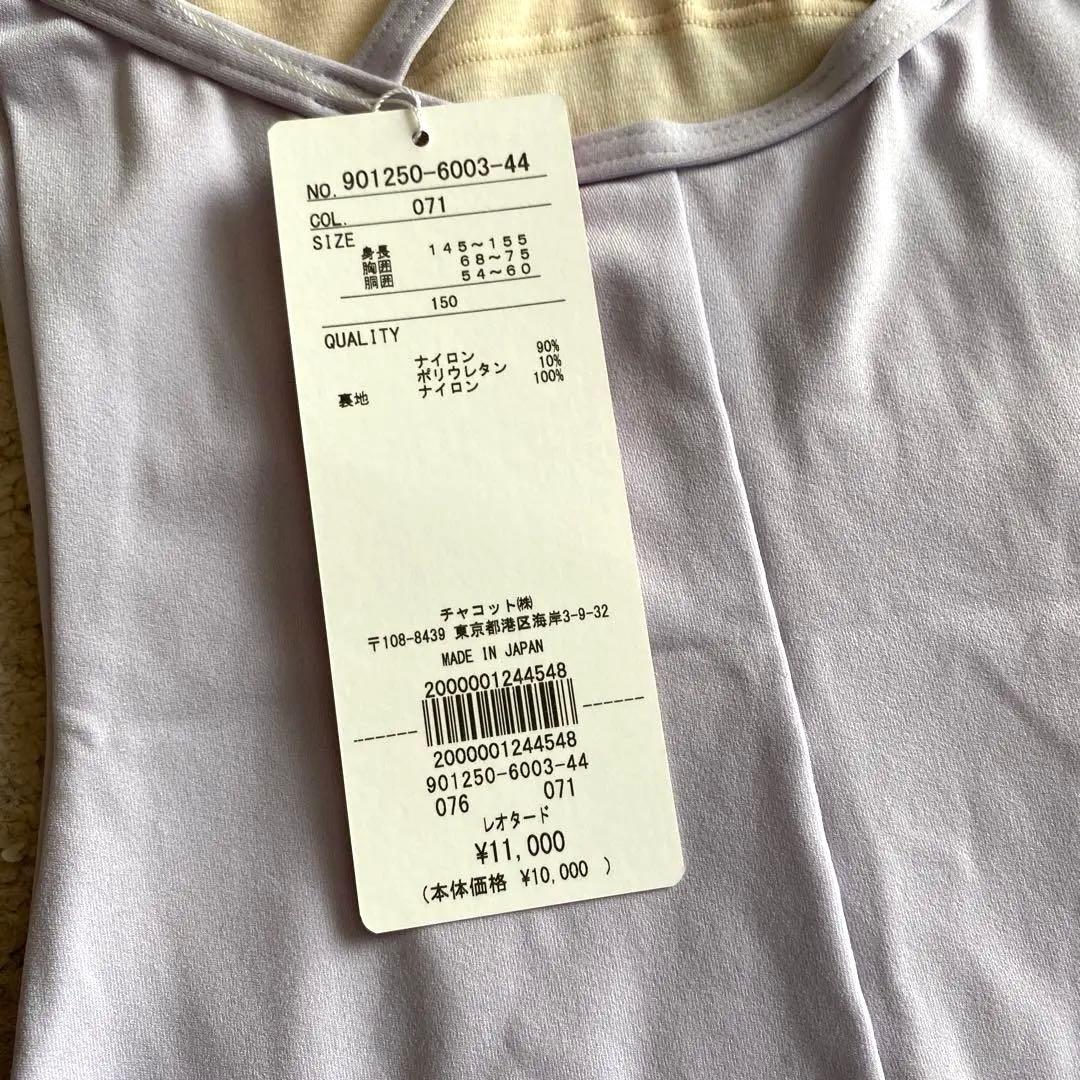 NO. 901250-6003-44
COL. 071
SIZE
身長 145~155
胸囲 68~75
胴囲 54~60
150
QUALITY
ナイロン 90%
ポリウレタン 10%
裏地 ナイロン 100%
チャコット㈱
〒108-8439 東京都港区海岸3-9-32
MADE IN JAPAN
2000001244548
2000001244548
901250-6003-44
076 071
レオタード
¥11,000
(本体価格 ¥10,000 )